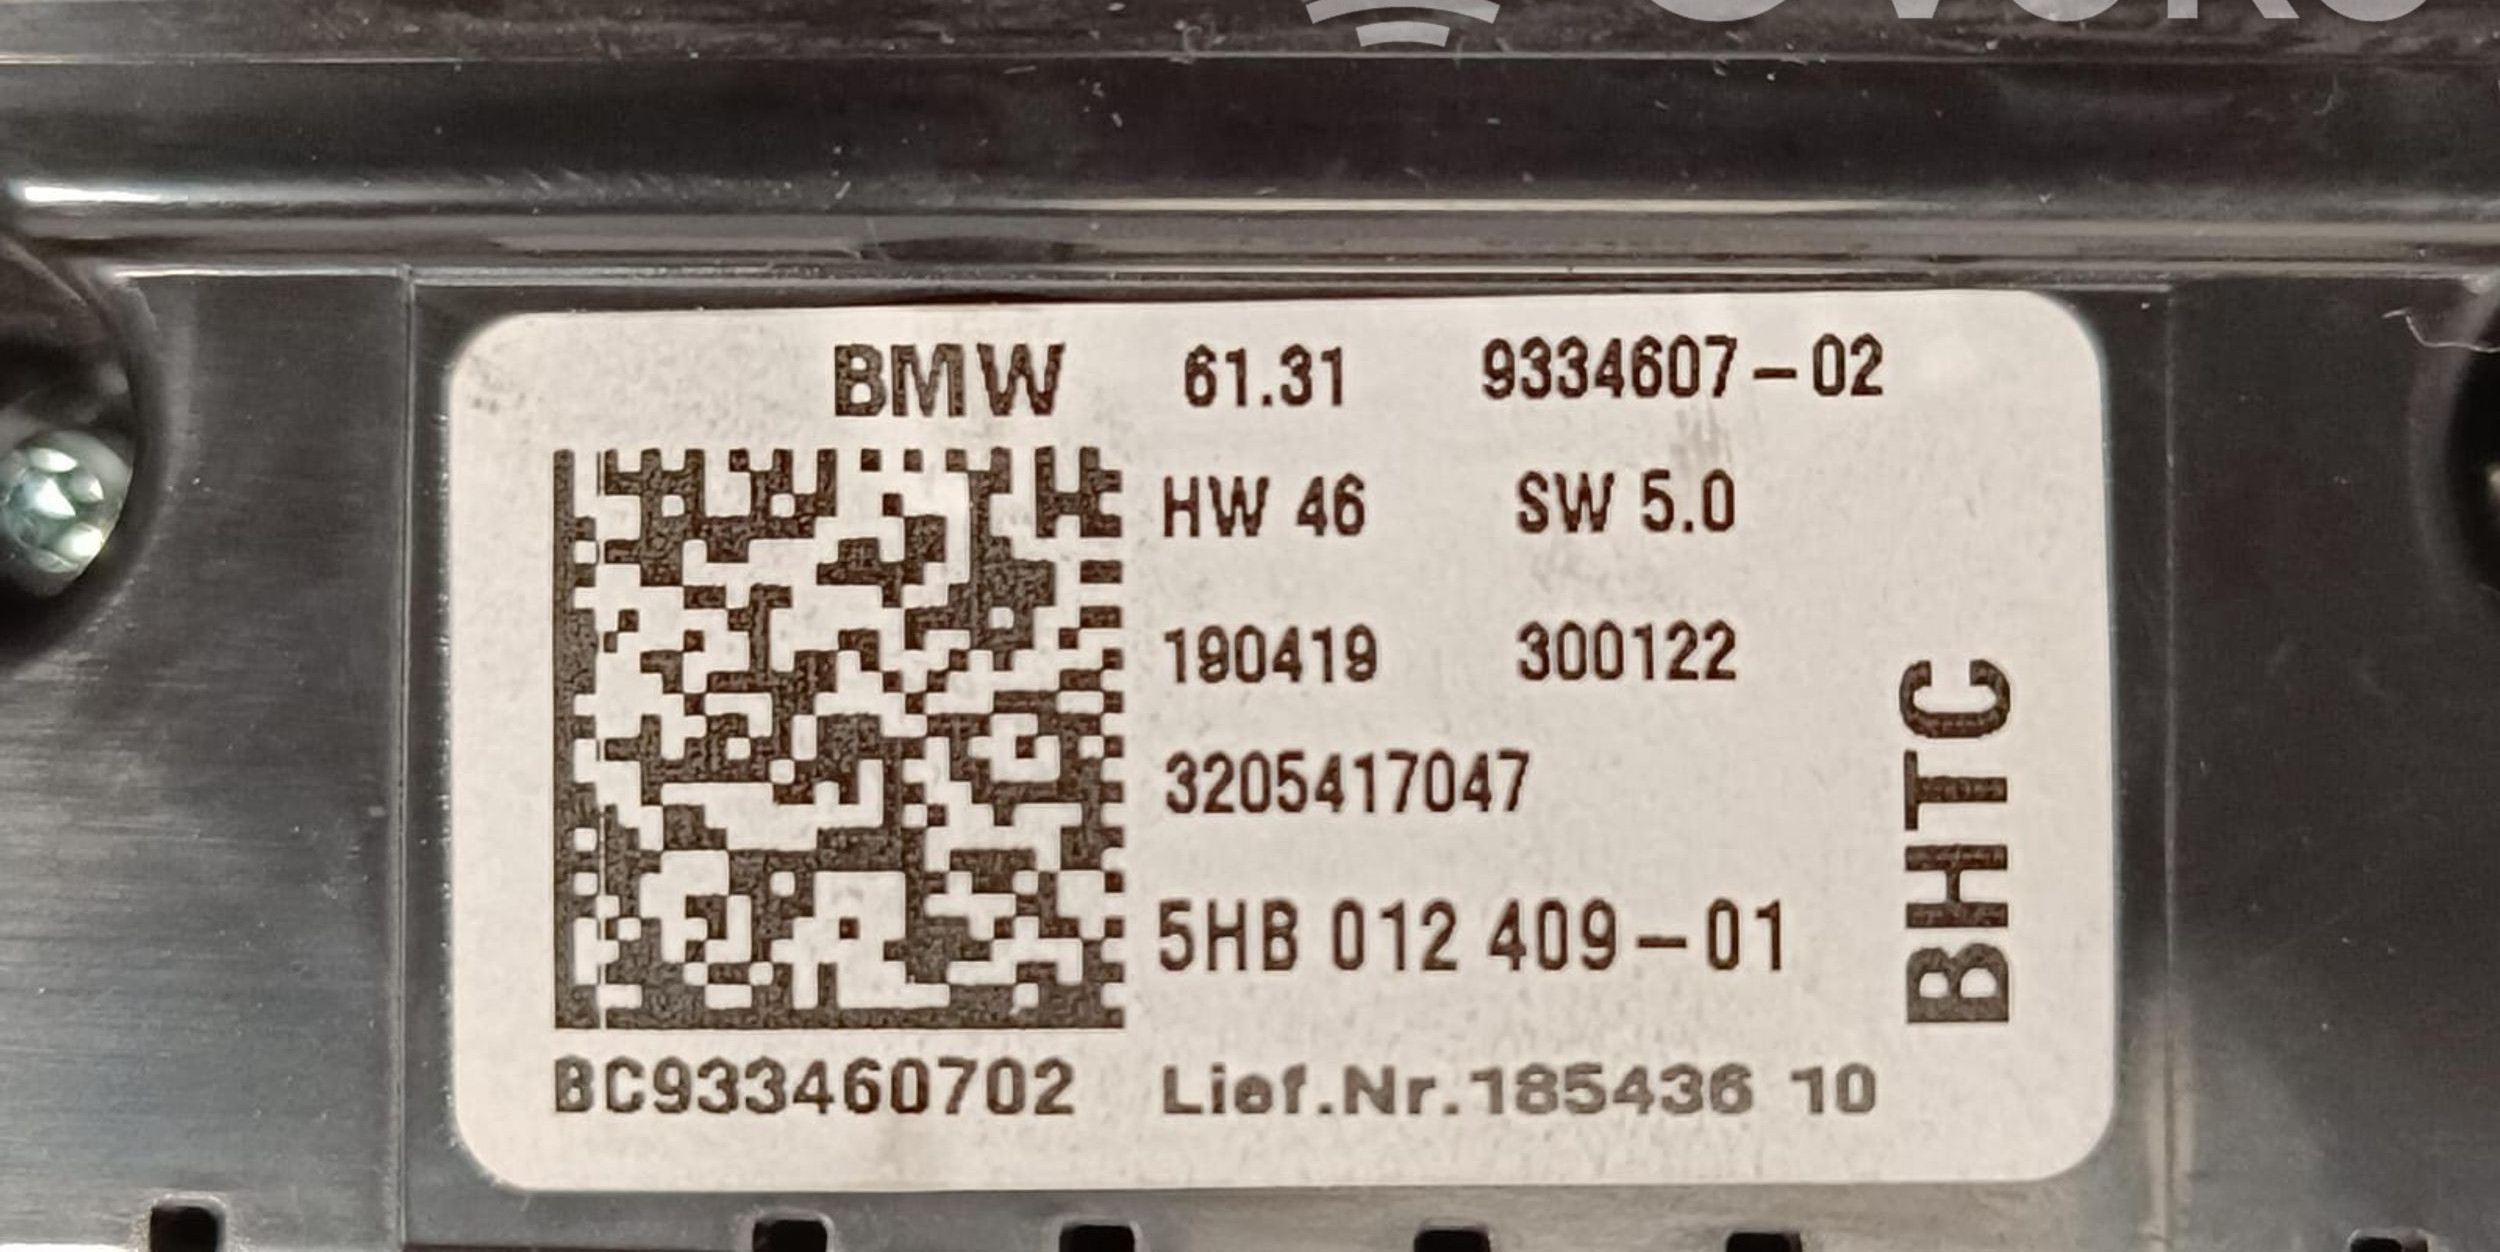 BMW 61.31 9334607-02
HW 46 SW 5.0
190419 300122
3205417047
5HB 012 409-01
BHTC
BC933460702 Lief.Nr.185436 10